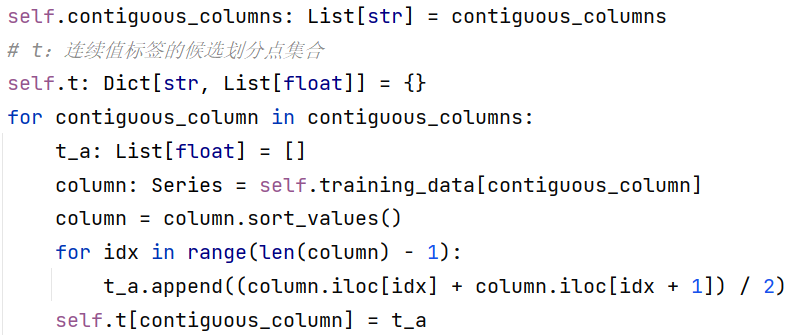 self.contiguous_columns: List[str] = contiguous_columns
# t：连续值标签的候选划分点集合
self.t: Dict[str, List[float]] = {}
for contiguous_column in contiguous_columns:
    t_a: List[float] = []
    column: Series = self.training_data[contiguous_column]
    column = column.sort_values()
    for idx in range(len(column) - 1):
        t_a.append((column.iloc[idx] + column.iloc[idx + 1]) / 2)
    self.t[contiguous_column] = t_a